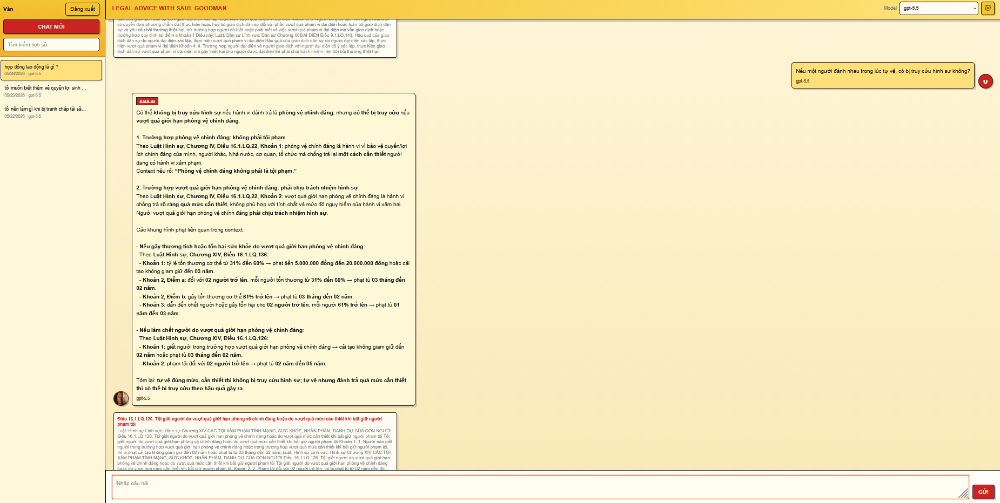 Văn
Đăng xuất
CHAT MỚI
Tìm kiếm lịch sử
hợp đồng lao động là gì ?
05/28/2026 · gpt-5.5
tôi muốn biết thêm về quyền lợi sinh ...
05/23/2026 · gpt-5.5
tôi nên làm gì khi bị tranh chấp tài sả...
05/22/2026 · gpt-5.5
LEGAL ADVICE WITH SAUL GOODMAN
Model
gpt-5.5
có quyền đơn phương chấm dứt thực hiện hoặc huỷ bỏ giao dịch dân sự đối với phần vượt quá phạm vi đại diện hoặc toàn bộ giao dịch dân
sự và yêu cầu bồi thường thiệt hại, trừ trường hợp người đó biết hoặc phải biết về việc vượt quá phạm vi đại diện mà vẫn giao dịch hoặc
trường hợp quy định tại điểm a khoản 1 Điều này. Luật: Dân sự Lĩnh vực: Dân sự Chương IX ĐẠI DIỆN Điều 9.1.LQ.143. Hậu quả của giao
dịch dân sự do người đại diện xác lập, thực hiện vượt quá phạm vi đại diện Hậu quả của giao dịch dân sự do người đại diện xác lập, thực
hiện vượt quá phạm vi đại diện Khoản 4: 4. Trường hợp người đại diện và người giao dịch với người đại diện cố ý xác lập, thực hiện giao
dịch dân sự vượt quá phạm vi đại diện mà gây thiệt hại cho người được đại diện thì phải chịu trách nhiệm liên đới bồi thường thiệt hại.
Nếu một người đánh nhau trong lúc tự vệ, có bị truy cứu hình sự không?
gpt-5.5
U
SAULAI
Có thể không bị truy cứu hình sự nếu hành vi đánh trả là phòng vệ chính đáng; nhưng có thể bị truy cứu nếu
vượt quá giới hạn phòng vệ chính đáng.
1. Trường hợp phòng vệ chính đáng: không phải tội phạm
Theo Luật Hình sự, Chương IV, Điều 16.1.LQ.22, Khoản 1: phòng vệ chính đáng là hành vi vì bảo vệ quyền/lợi
ích chính đáng của mình, người khác, Nhà nước, cơ quan, tổ chức mà chống trả lại một cách cần thiết người
đang có hành vi xâm phạm.
Context nêu rõ: “Phòng vệ chính đáng không phải là tội phạm.”
2. Trường hợp vượt quá giới hạn phòng vệ chính đáng: phải chịu trách nhiệm hình sự
Theo Luật Hình sự, Chương IV, Điều 16.1.LQ.22, Khoản 2: vượt quá giới hạn phòng vệ chính đáng là hành vi
chống trả rõ ràng quá mức cần thiết, không phù hợp với tính chất và mức độ nguy hiểm của hành vi xâm hại.
Người vượt quá giới hạn phòng vệ chính đáng phải chịu trách nhiệm hình sự.
Các khung hình phạt liên quan trong context:
- Nếu gây thương tích hoặc tổn hại sức khỏe do vượt quá giới hạn phòng vệ chính đáng:
Theo Luật Hình sự, Chương XIV, Điều 16.1.LQ.136:
- Khoản 1: tỷ lệ tổn thương cơ thể từ 31% đến 60% → phạt tiền 5.000.000 đồng đến 20.000.000 đồng hoặc cải
tạo không giam giữ đến 03 năm.
- Khoản 2, Điểm a: đối với 02 người trở lên, mỗi người tổn thương từ 31% đến 60% → phạt tù 03 tháng đến
02 năm.
- Khoản 2, Điểm b: gây tổn thương cơ thể 61% trở lên → phạt tù 03 tháng đến 02 năm.
- Khoản 3: dẫn đến chết người hoặc gây tổn hại cho 02 người trở lên, mỗi người 61% trở lên → phạt tù 01
năm đến 03 năm.
- Nếu làm chết người do vượt quá giới hạn phòng vệ chính đáng:
Theo Luật Hình sự, Chương XIV, Điều 16.1.LQ.126:
- Khoản 1: giết người trong trường hợp vượt quá giới hạn phòng vệ chính đáng → cải tạo không giam giữ đến
02 năm hoặc phạt tù 03 tháng đến 02 năm.
- Khoản 2: phạm tội đối với 02 người trở lên → phạt tù 02 năm đến 05 năm.
Tóm lại: tự vệ đúng mức, cần thiết thì không bị truy cứu hình sự; tự vệ nhưng đánh trả quá mức cần thiết
thì có thể bị truy cứu theo hậu quả gây ra.
gpt-5.5
Điều 16.1.LQ.126. Tội giết người do vượt quá giới hạn phòng vệ chính đáng hoặc do vượt quá mức cần thiết khi bắt giữ người
phạm tội
Luật: Hình sự Lĩnh vực: Hình sự Chương XIV CÁC TỘI XÂM PHẠM TÍNH MẠNG, SỨC KHỎE, NHÂN PHẨM, DANH DỰ CỦA CON NGƯỜI
Điều 16.1.LQ.126. Tội giết người do vượt quá giới hạn phòng vệ chính đáng hoặc do vượt quá mức cần thiết khi bắt giữ người phạm tội Tội
giết người do vượt quá giới hạn phòng vệ chính đáng hoặc do vượt quá mức cần thiết khi bắt giữ người phạm tội Khoản 1: 1. Người nào giết
người trong trường hợp vượt quá giới hạn phòng vệ chính đáng hoặc trong trường hợp vượt quá mức cần thiết khi bắt giữ người phạm tội,
thì bị phạt cải tạo không giam giữ đến 02 năm hoặc phạt tù từ 03 tháng đến 02 năm. Luật: Hình sự Lĩnh vực: Hình sự Chương XIV CÁC TỘI
XÂM PHẠM TÍNH MẠNG, SỨC KHỎE, NHÂN PHẨM, DANH DỰ CỦA CON NGƯỜI Điều 16.1.LQ.126. Tội giết người do vượt quá giới hạn
phòng vệ chính đáng hoặc do vượt quá mức cần thiết khi bắt giữ người phạm tội Tội giết người do vượt quá giới hạn phòng vệ chính đáng
hoặc do vượt quá mức cần thiết khi bắt giữ người phạm tội Khoản 2: 2. Phạm tội đối với 02 người trở lên, thì bị phạt tù từ 02 năm đến 05
Nhập câu hỏi
GỬI